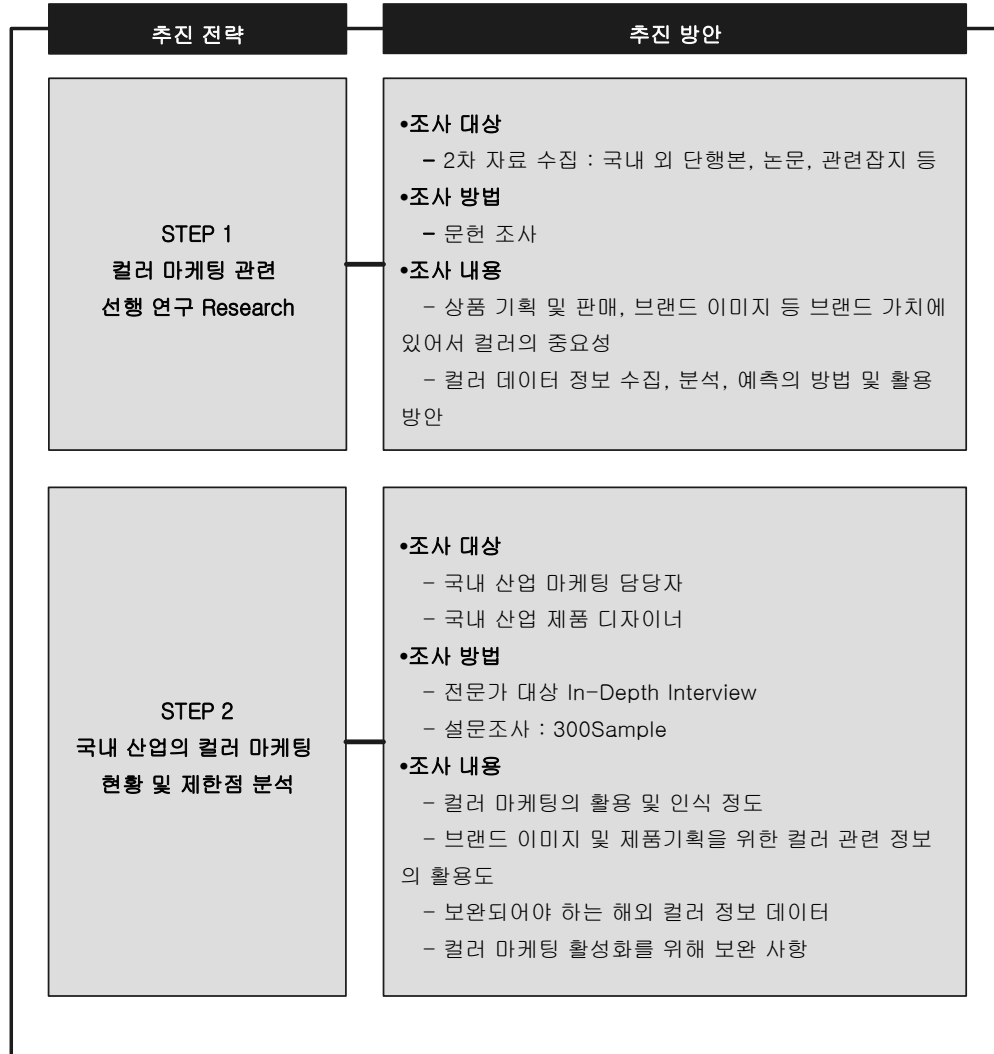 추진 전략
추진 방안
STEP 1
컬러 마케팅 관련
선행 연구 Research
•조사 대상
– 2차 자료 수집 : 국내 외 단행본, 논문, 관련잡지 등
•조사 방법
– 문헌 조사
•조사 내용
– 상품 기획 및 판매, 브랜드 이미지 등 브랜드 가치에
있어서 컬러의 중요성
– 컬러 데이터 정보 수집, 분석, 예측의 방법 및 활용
방안
STEP 2
국내 산업의 컬러 마케팅
현황 및 제한점 분석
•조사 대상
– 국내 산업 마케팅 담당자
– 국내 산업 제품 디자이너
•조사 방법
– 전문가 대상 In-Depth Interview
– 설문조사 : 300Sample
•조사 내용
– 컬러 마케팅의 활용 및 인식 정도
– 브랜드 이미지 및 제품기획을 위한 컬러 관련 정보
의 활용도
– 보완되어야 하는 해외 컬러 정보 데이터
– 컬러 마케팅 활성화를 위해 보완 사항